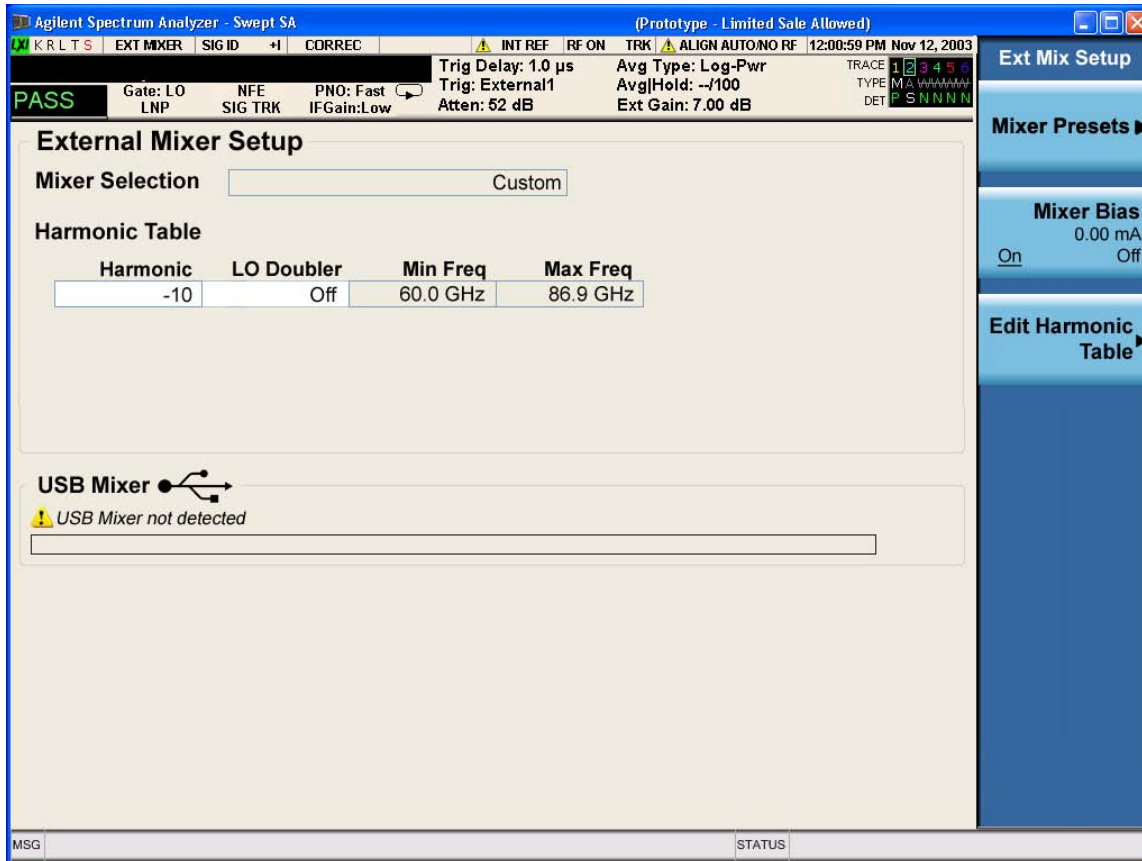 Agilent Spectrum Analyzer - Swept SA (Prototype - Limited Sale Allowed)
LXI K R L T S EXT MIXER SIG ID +I CORREC INT REF RF ON TRK ALIGN AUTO/NO RF 12:00:59 PM Nov 12, 2003
PASS
Gate: LO
LNP
NFE
SIG TRK
PNO: Fast
IFGain:Low
Trig Delay: 1.0 µs
Trig: External1
Atten: 52 dB
Avg Type: Log-Pwr
Avg|Hold: --/100
Ext Gain: 7.00 dB
TRACE 1 2 3 4 5 6
TYPE M A W W W W
DET P S N N N N
External Mixer Setup
Mixer Selection Custom
Harmonic Table
Harmonic LO Doubler Min Freq Max Freq
-10 Off 60.0 GHz 86.9 GHz
USB Mixer
USB Mixer not detected
Ext Mix Setup
Mixer Presets
Mixer Bias
0.00 mA
On Off
Edit Harmonic
Table
MSG STATUS